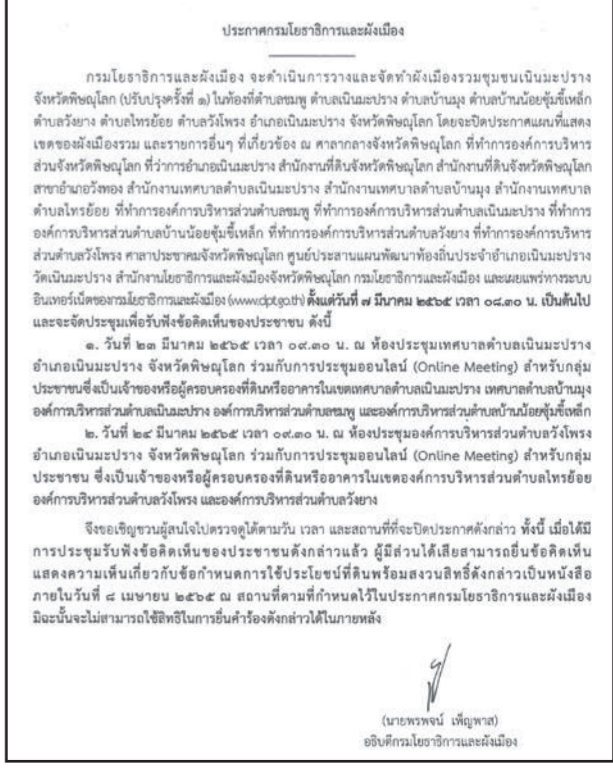 ประกาศกรมโยธาธิการและผังเมือง
กรมโยธาธิการและผังเมือง จะดำเนินการวางและจัดทำผังเมืองรวมชุมชนเนินมะปราง
จังหวัดพิษณุโลก (ปรับปรุงครั้งที่ ๑) ในท้องที่ตำบลชมพู ตำบลเนินมะปราง ตำบลบ้านมุง ตำบลบ้านน้อยซุ้มขี้เหล็ก
ตำบลวังยาง ตำบลไทรย้อย ตำบลวังโพรง อำเภอเนินมะปราง จังหวัดพิษณุโลก โดยจะปิดประกาศแผนที่แสดง
เขตของผังเมืองรวม และรายการอื่นๆ ที่เกี่ยวข้อง ณ ศาลากลางจังหวัดพิษณุโลก ที่ทำการองค์การบริหาร
ส่วนจังหวัดพิษณุโลก ที่ว่าการอำเภอเนินมะปราง สำนักงานที่ดินจังหวัดพิษณุโลก สำนักงานที่ดินจังหวัดพิษณุโลก
สาขาอำเภอวังทอง สำนักงานเทศบาลตำบลเนินมะปราง สำนักงานเทศบาลตำบลบ้านมุง สำนักงานเทศบาล
ตำบลไทรย้อย ที่ทำการองค์การบริหารส่วนตำบลชมพู ที่ทำการองค์การบริหารส่วนตำบลเนินมะปราง ที่ทำการ
องค์การบริหารส่วนตำบลบ้านน้อยซุ้มขี้เหล็ก ที่ทำการองค์การบริหารส่วนตำบลวังยาง ที่ทำการองค์การบริหาร
ส่วนตำบลวังโพรง ศาลาประชาคมจังหวัดพิษณุโลก ศูนย์ประสานแผนพัฒนาท้องถิ่นประจำอำเภอเนินมะปราง
วัดเนินมะปราง สำนักงานโยธาธิการและผังเมืองจังหวัดพิษณุโลก กรมโยธาธิการและผังเมือง และเผยแพร่ทางระบบ
อินเทอร์เน็ตของกรมโยธาธิการและผังเมือง (www.dpt.go.th) ตั้งแต่วันที่ ๗ มีนาคม ๒๕๖๕ เวลา ๐๘.๓๐ น. เป็นต้นไป
และจะจัดประชุมเพื่อรับฟังข้อคิดเห็นของประชาชน ดังนี้
๑. วันที่ ๒๓ มีนาคม ๒๕๖๕ เวลา ๐๙.๓๐ น. ณ ห้องประชุมเทศบาลตำบลเนินมะปราง
อำเภอเนินมะปราง จังหวัดพิษณุโลก ร่วมกับการประชุมออนไลน์ (Online Meeting) สำหรับกลุ่ม
ประชาชนซึ่งเป็นเจ้าของหรือผู้ครอบครองที่ดินหรืออาคารในเขตเทศบาลตำบลเนินมะปราง เทศบาลตำบลบ้านมุง
องค์การบริหารส่วนตำบลเนินมะปราง องค์การบริหารส่วนตำบลชมพู และองค์การบริหารส่วนตำบลบ้านน้อยซุ้มขี้เหล็ก
๒. วันที่ ๒๔ มีนาคม ๒๕๖๕ เวลา ๐๙.๓๐ น. ณ ห้องประชุมองค์การบริหารส่วนตำบลวังโพรง
อำเภอเนินมะปราง จังหวัดพิษณุโลก ร่วมกับการประชุมออนไลน์ (Online Meeting) สำหรับกลุ่ม
ประชาชน ซึ่งเป็นเจ้าของหรือผู้ครอบครองที่ดินหรืออาคารในเขตองค์การบริหารส่วนตำบลไทรย้อย
องค์การบริหารส่วนตำบลวังโพรง และองค์การบริหารส่วนตำบลวังยาง
จึงขอเชิญชวนผู้สนใจไปตรวจดูได้ตามวัน เวลา และสถานที่ที่จะปิดประกาศดังกล่าว ทั้งนี้ เมื่อได้มี
การประชุมรับฟังข้อคิดเห็นของประชาชนดังกล่าวแล้ว ผู้มีส่วนได้เสียสามารถยื่นข้อคิดเห็น
แสดงความเห็นเกี่ยวกับข้อกำหนดการใช้ประโยชน์ที่ดินพร้อมสงวนสิทธิ์ดังกล่าวเป็นหนังสือ
ภายในวันที่ ๘ เมษายน ๒๕๖๕ ณ สถานที่ตามที่กำหนดไว้ในประกาศกรมโยธาธิการและผังเมือง
มิฉะนั้นจะไม่สามารถใช้สิทธิในการยื่นคำร้องดังกล่าวได้ในภายหลัง
(นายพรพจน์ เพ็ญพาส)
อธิบดีกรมโยธาธิการและผังเมือง